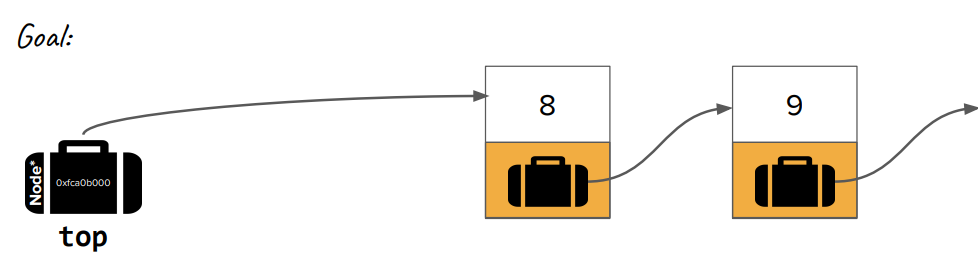 Goal:
8
9
Node*
0xfca0b000
top